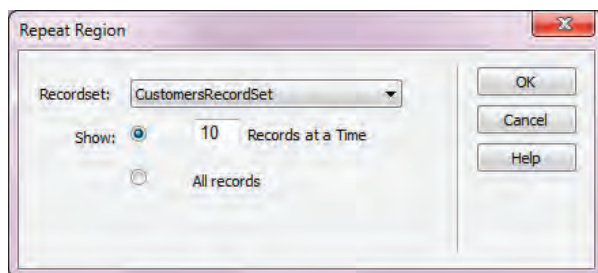 Repeat Region
Recordset: CustomersRecordSet
Show: 10 Records at a Time
All records
OK
Cancel
Help